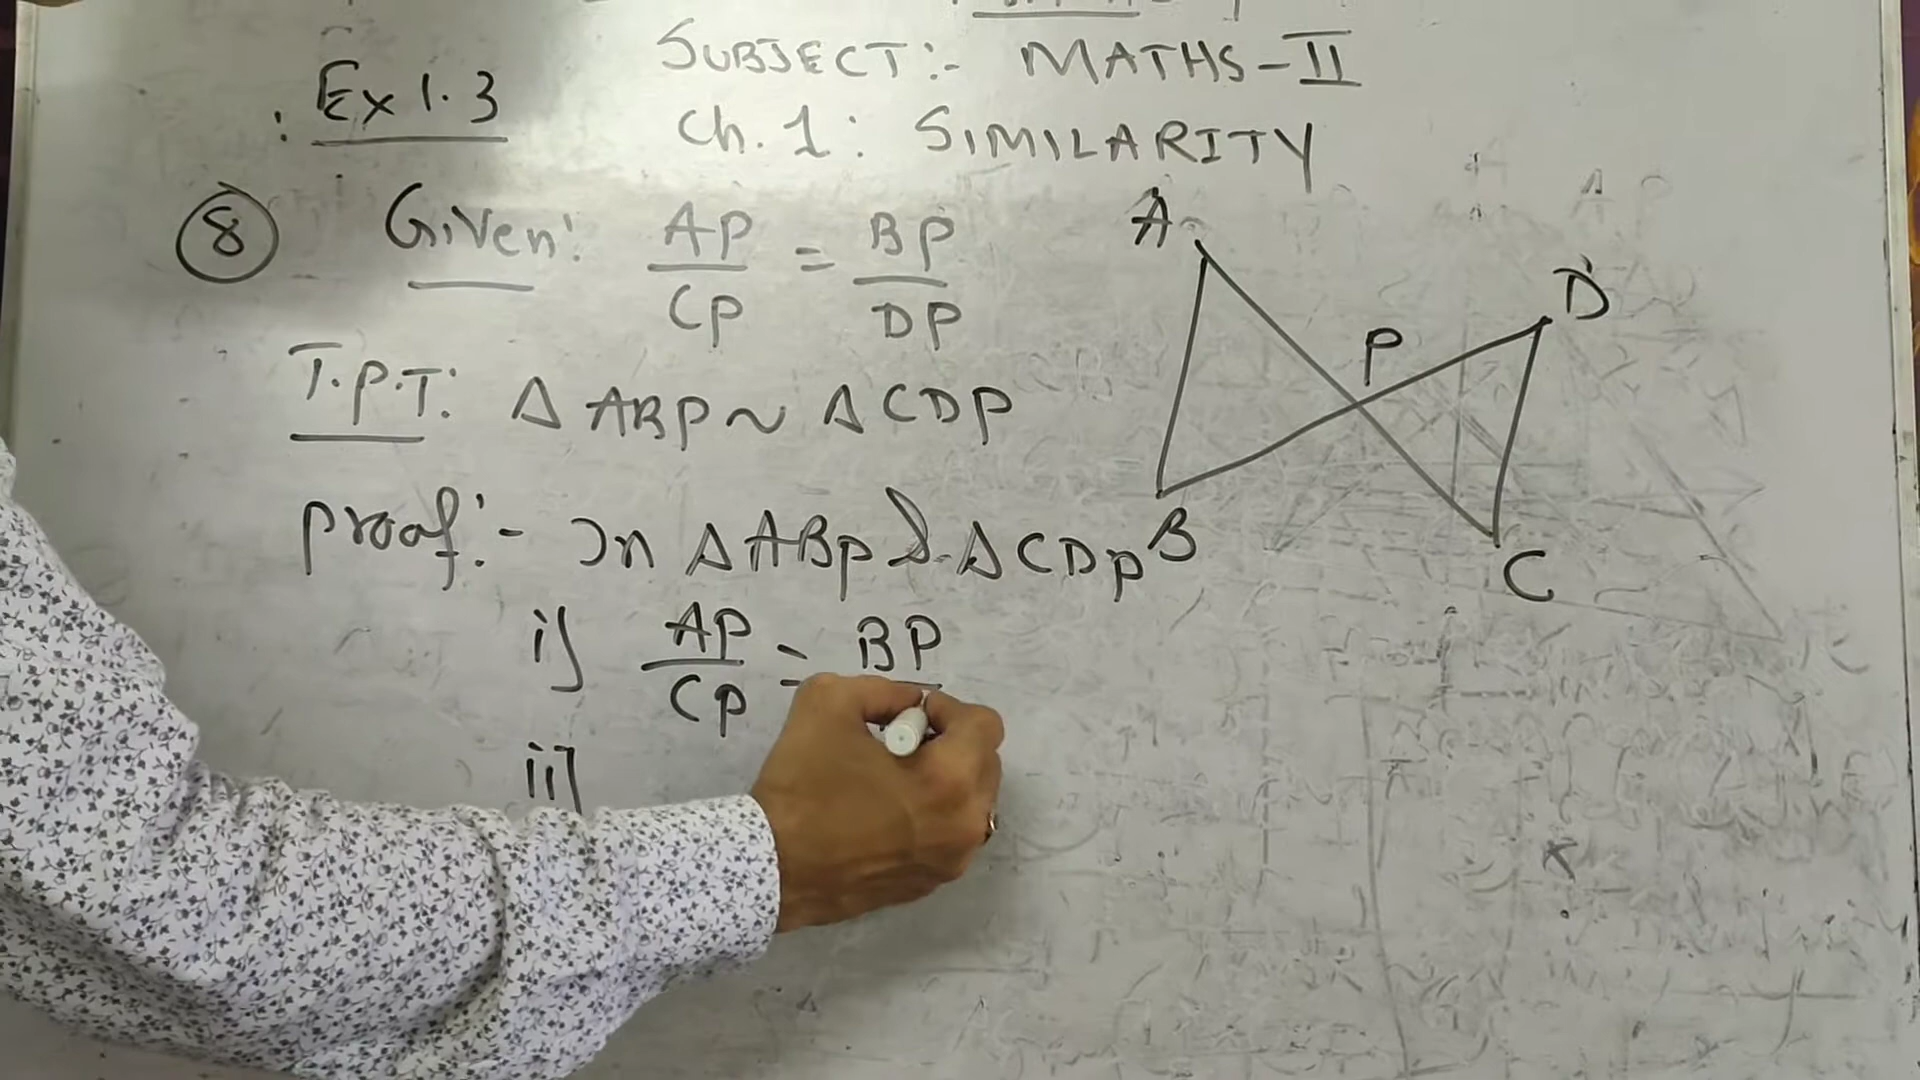 SUBJECT:- MATHS-II
Ex 1.3
Ch. 1: SIMILARITY
8 Given: AP/CP = BP/DP
T.P.T: Δ ABP ~ Δ CDP
Proof:- In Δ ABP & Δ CDP
i) AP/CP = BP
ii)
A
D
P
B
C